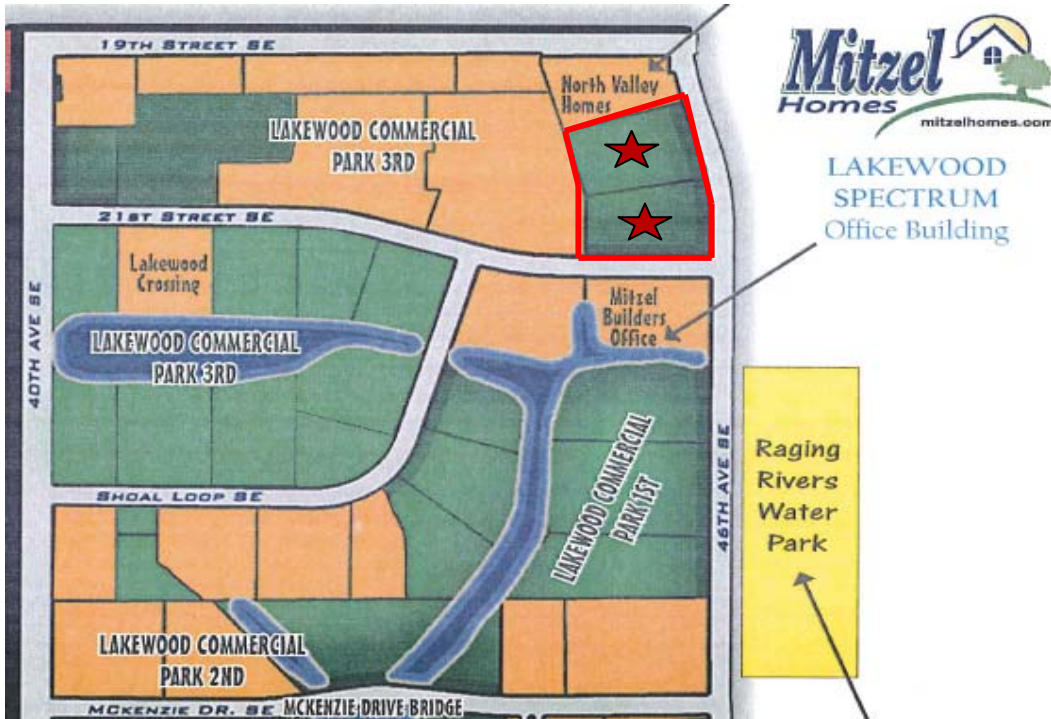 19TH STREET SE
Mitzel
Homes
mitzelhomes.com
North Valley
Homes
LAKEWOOD COMMERCIAL
PARK 3RD
LAKEWOOD
SPECTRUM
Office Building
21ST STREET SE
Lakewood
Crossing
Mitzel
Builders
Office
40TH AVE SE
LAKEWOOD COMMERCIAL
PARK 3RD
46TH AVE SE
Raging
Rivers
Water
Park
LAKEWOOD COMMERCIAL
PARK 1ST
SHOAL LOOP SE
LAKEWOOD COMMERCIAL
PARK 2ND
MCKENZIE DR. SE
MCKENZIE DRIVE BRIDGE